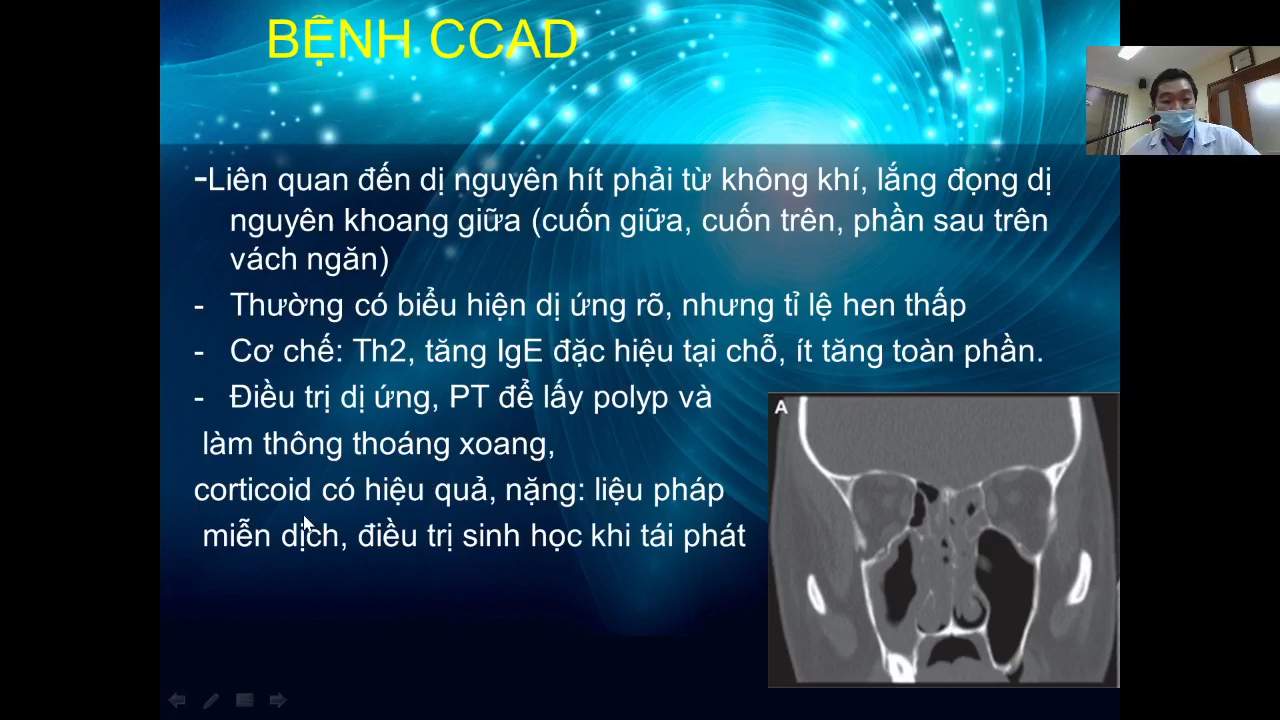 BỆNH CCAD
-Liên quan đến dị nguyên hít phải từ không khí, lắng đọng dị
nguyên khoang giữa (cuốn giữa, cuốn trên, phần sau trên
vách ngăn)
- Thường có biểu hiện dị ứng rõ, nhưng tỉ lệ hen thấp
- Cơ chế: Th2, tăng IgE đặc hiệu tại chỗ, ít tăng toàn phần.
- Điều trị dị ứng, PT để lấy polyp và
làm thông thoáng xoang,
corticoid có hiệu quả, nặng: liệu pháp
miễn dịch, điều trị sinh học khi tái phát
A